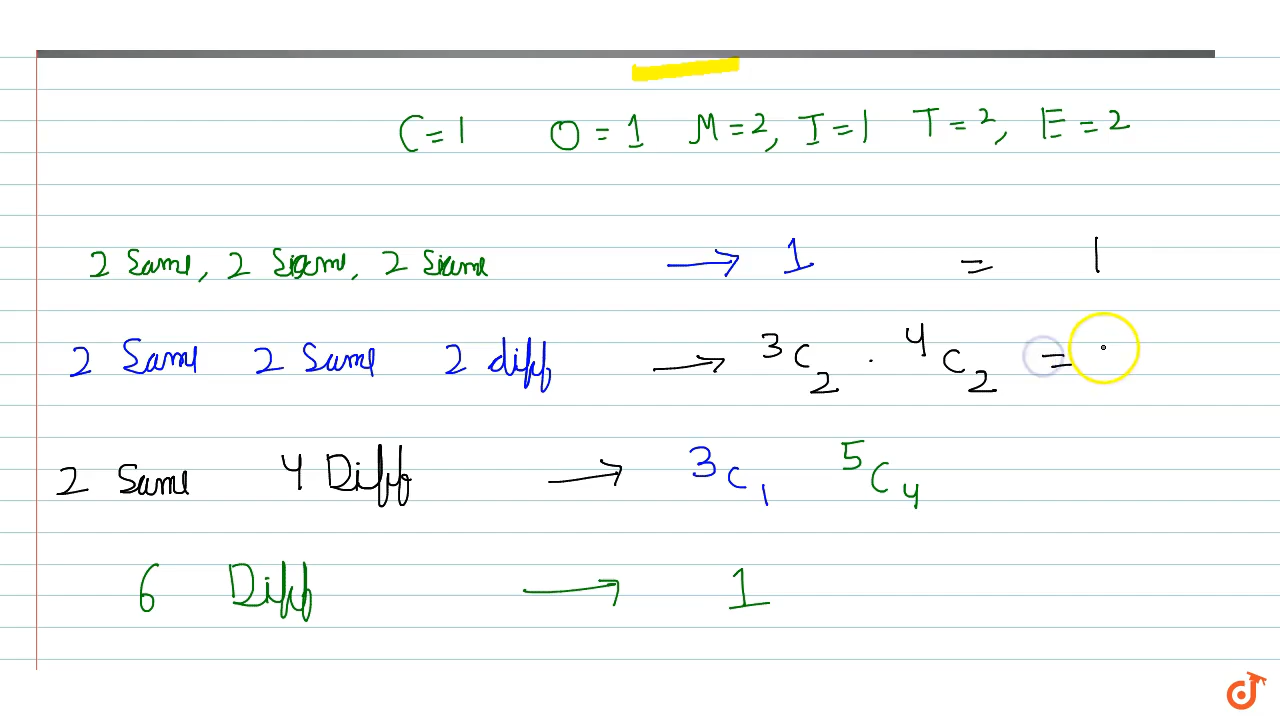 C = 1 O = 1 M = 2, I = 1 T = 2, E = 2
2 Same, 2 Same, 2 Same → 1 = 1
2 Same 2 Same 2 diff → ³C₂ . ⁴C₂ =
2 Same 4 Diff → ³C₁ ⁵C₄
6 Diff → 1